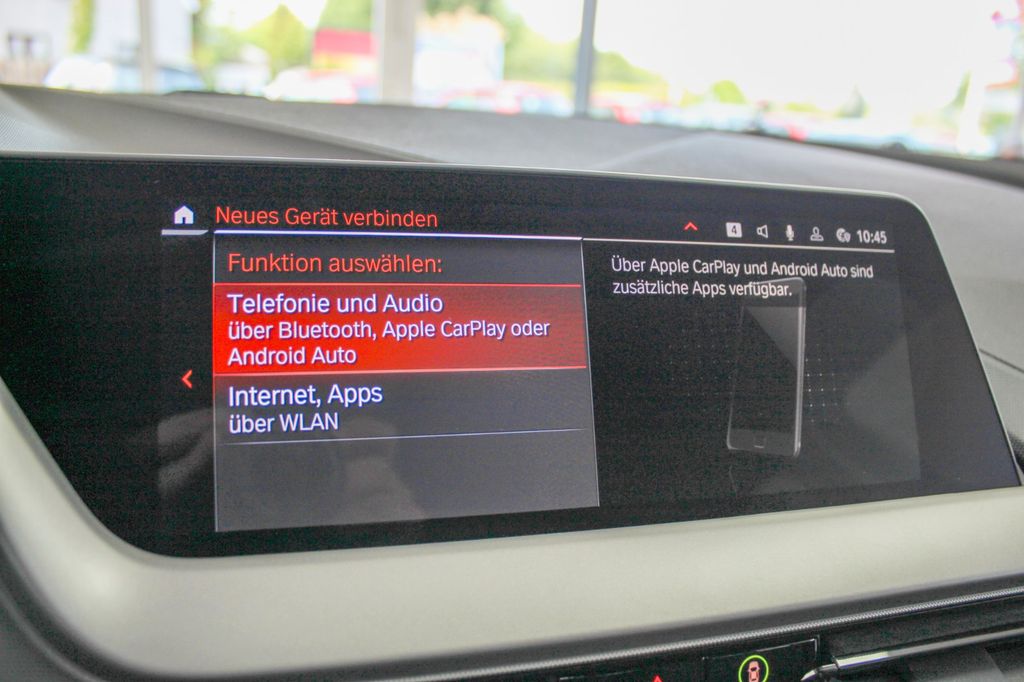 Neues Gerät verbinden
4 10:45
Funktion auswählen:
Telefonie und Audio
über Bluetooth, Apple CarPlay oder
Android Auto
Internet, Apps
über WLAN
Über Apple CarPlay und Android Auto sind
zusätzliche Apps verfügbar.